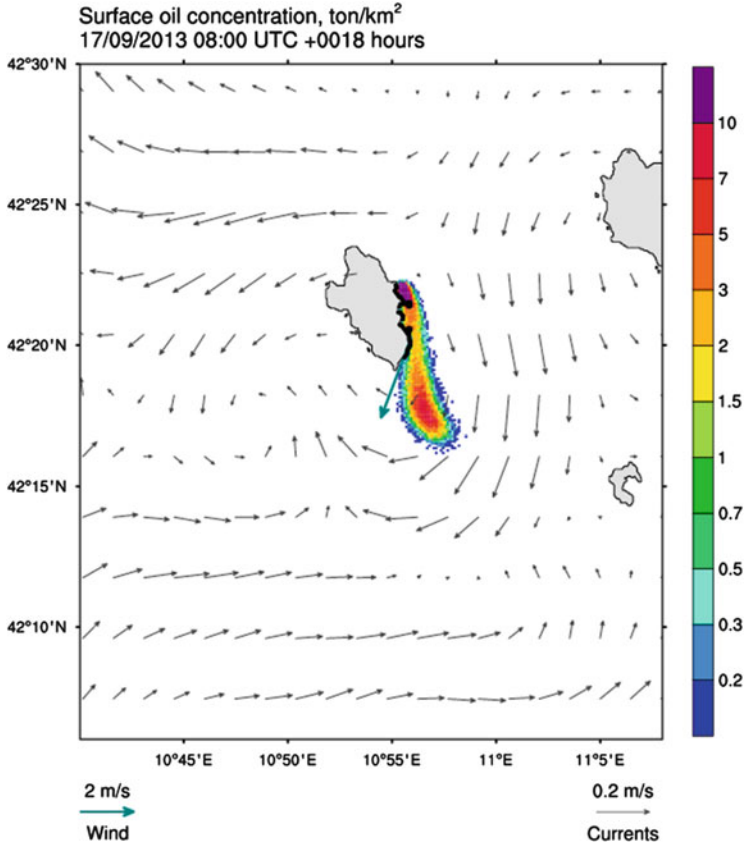 Surface oil concentration, ton/km²
17/09/2013 08:00 UTC +0018 hours
42°30'N
42°25'N
42°20'N
42°15'N
42°10'N
10°45'E 10°50'E 10°55'E 11°E 11°5'E
10
7
5
3
2
1.5
1
0.7
0.5
0.3
0.2
2 m/s
Wind
0.2 m/s
Currents